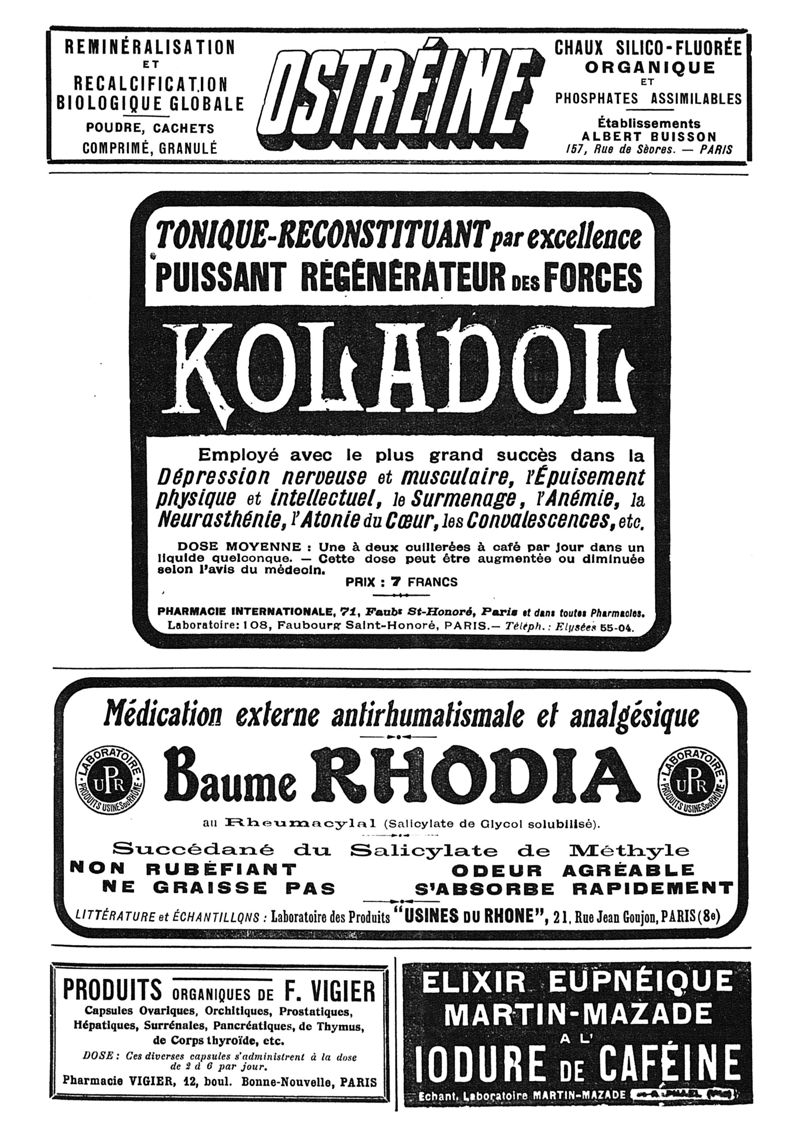 REMINÉRALISATION
ET
RECALCIFICATION
BIOLOGIQUE GLOBALE
POUDRE, CACHETS
COMPRIMÉ, GRANULÉ
OSTRÉINE
CHAUX SILICO-FLUORÉE
ORGANIQUE
ET
PHOSPHATES ASSIMILABLES
Établissements
ALBERT BUISSON
157, Rue de Sèvres. — PARIS
TONIQUE-RECONSTITUANT par excellence
PUISSANT RÉGÉNÉRATEUR DES FORCES
KOLADOL
Employé avec le plus grand succès dans la
Dépression nerveuse et musculaire, l'Épuisement
physique et intellectuel, le Surmenage, l'Anémie, la
Neurasthénie, l'Atonie du Cœur, les Convalescences, etc.
DOSE MOYENNE : Une à deux cuillerées à café par jour dans un
liquide quelconque. — Cette dose peut être augmentée ou diminuée
selon l'avis du médecin.
PRIX : 7 FRANCS
PHARMACIE INTERNATIONALE, 71, Faubt St-Honoré, Paris et dans toutes Pharmacies.
Laboratoire: 108, Faubourg Saint-Honoré, PARIS.— Téléph.: Elysées 55-04.
Médication externe antirhumatismale et analgésique
LABORATOIRE
UPR
PRODUITS USINES DU RHÔNE
Baume RHODIA
LABORATOIRE
UPR
PRODUITS USINES DU RHÔNE
au Rheumacylal (Salicylate de Glycol solubilisé).
Succédané du Salicylate de Méthyle
NON RUBÉFIANT ODEUR AGRÉABLE
NE GRAISSE PAS S'ABSORBE RAPIDEMENT
LITTÉRATURE et ÉCHANTILLONS : Laboratoire des Produits "USINES DU RHONE", 21, Rue Jean Goujon, PARIS (8e)
PRODUITS ORGANIQUES DE F. VIGIER
Capsules Ovariques, Orchitiques, Prostatiques,
Hépatiques, Surrénales, Pancréatiques, de Thymus,
de Corps thyroïde, etc.
DOSE : Ces diverses capsules s'administrent à la dose
de 2 à 6 par jour.
Pharmacie VIGIER, 12, boul. Bonne-Nouvelle, PARIS
ELIXIR EUPNÉIQUE
MARTIN-MAZADE
A L'
IODURE DE CAFÉINE
Echant. Laboratoire MARTIN-MAZADE